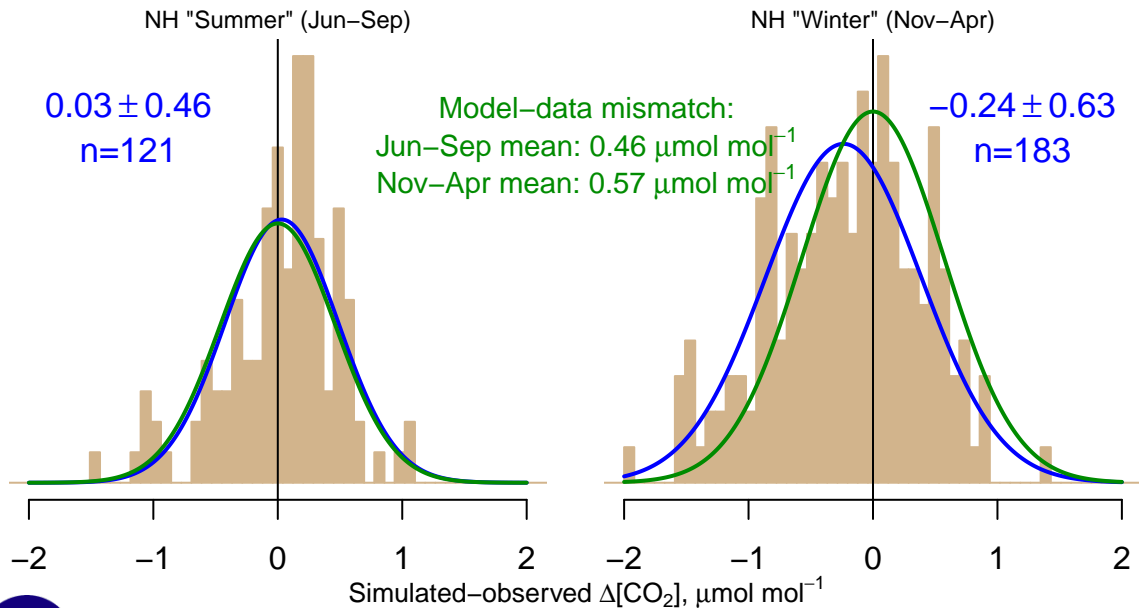 NH "Summer" (Jun−Sep)
0.03 ± 0.46
n=121
Model−data mismatch:
Jun−Sep mean: 0.46 μmol mol⁻¹
Nov−Apr mean: 0.57 μmol mol⁻¹
NH "Winter" (Nov−Apr)
−0.24 ± 0.63
n=183
−2 −1 0 1 2
−2 −1 0 1 2
Simulated−observed Δ[CO₂], μmol mol⁻¹